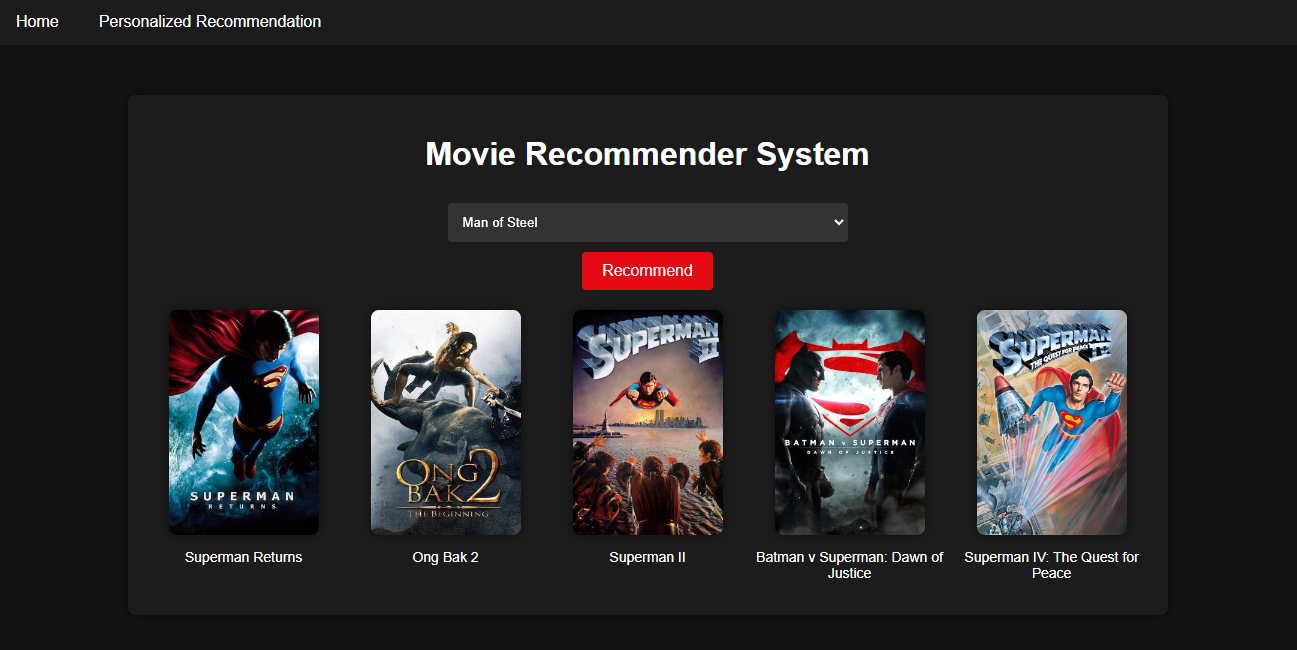 Home
Personalized Recommendation
Movie Recommender System
Man of Steel
Recommend
SUPERMAN
RETURNS
ONG
BAK 2
THE BEGINNING
SUPERMAN
II
BATMAN v SUPERMAN
DAWN OF JUSTICE
SUPERMAN
THE QUEST FOR PEACE IV
Superman Returns
Ong Bak 2
Superman II
Batman v Superman: Dawn of
Justice
Superman IV: The Quest for
Peace